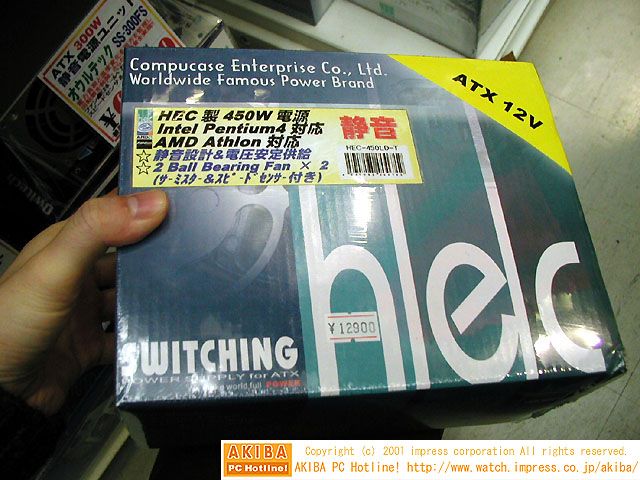 ATX 300W
静音電源ユニット
オウルテック SS-300FS
Compucase Enterprise Co., Ltd.
Worldwide Famous Power Brand
ATX 12V
HEC 製 450W 電源
Intel Pentium4 対応
AMD Athlon 対応
静音
☆静音設計&電圧安定供給
☆2 Ball Bearing Fan × 2
(サーミスター&スピードセンサー付き)
HEC-450LD-T
hec
¥12900
SWITCHING
POWER SUPPLY for ATX
a world full POWER
AKIBA
PC Hotline!
Copyright (c) 2001 impress corporation All rights reserved.
AKIBA PC Hotline! http://www.watch.impress.co.jp/akiba/